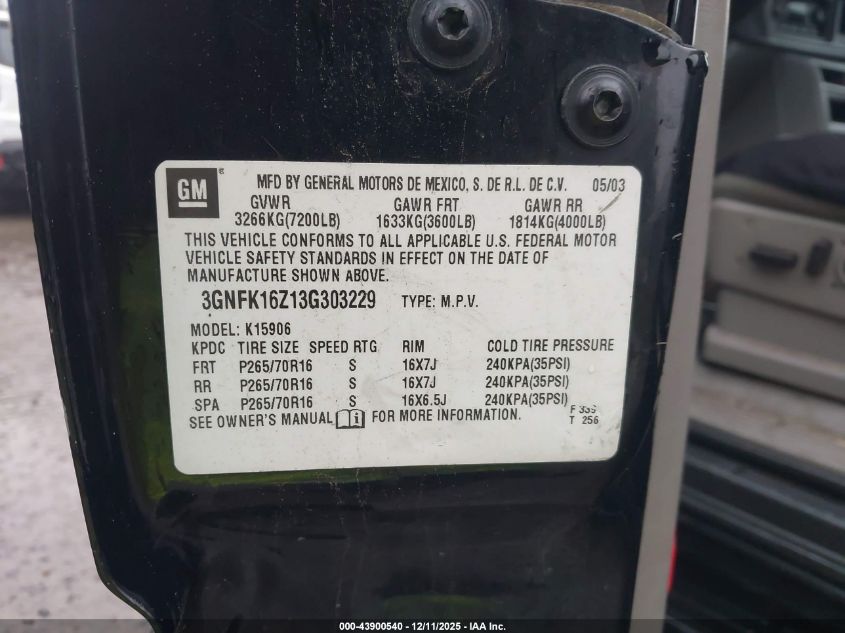 GM ® MFD BY GENERAL MOTORS DE MEXICO, S. DE R.L. DE C.V. 05/03
GVWR GAWR FRT GAWR RR
3266KG(7200LB) 1633KG(3600LB) 1814KG(4000LB)
THIS VEHICLE CONFORMS TO ALL APPLICABLE U.S. FEDERAL MOTOR
VEHICLE SAFETY STANDARDS IN EFFECT ON THE DATE OF
MANUFACTURE SHOWN ABOVE.
3GNFK16Z13G303229 TYPE: M.P.V.
MODEL: K15906
KPDC TIRE SIZE SPEED RTG RIM COLD TIRE PRESSURE
FRT P265/70R16 S 16X7J 240KPA(35PSI)
RR P265/70R16 S 16X7J 240KPA(35PSI)
SPA P265/70R16 S 16X6.5J 240KPA(35PSI)
SEE OWNER'S MANUAL i FOR MORE INFORMATION.
F 339
T 256
000-43900540 - 12/11/2025 - IAA Inc.